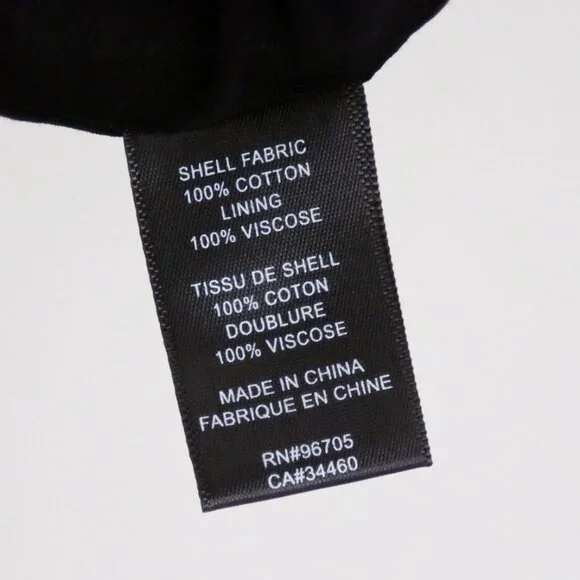 SHELL FABRIC
100% COTTON
LINING
100% VISCOSE
TISSU DE SHELL
100% COTON
DOUBLURE
100% VISCOSE
MADE IN CHINA
FABRIQUE EN CHINE
RN#96705
CA#34460